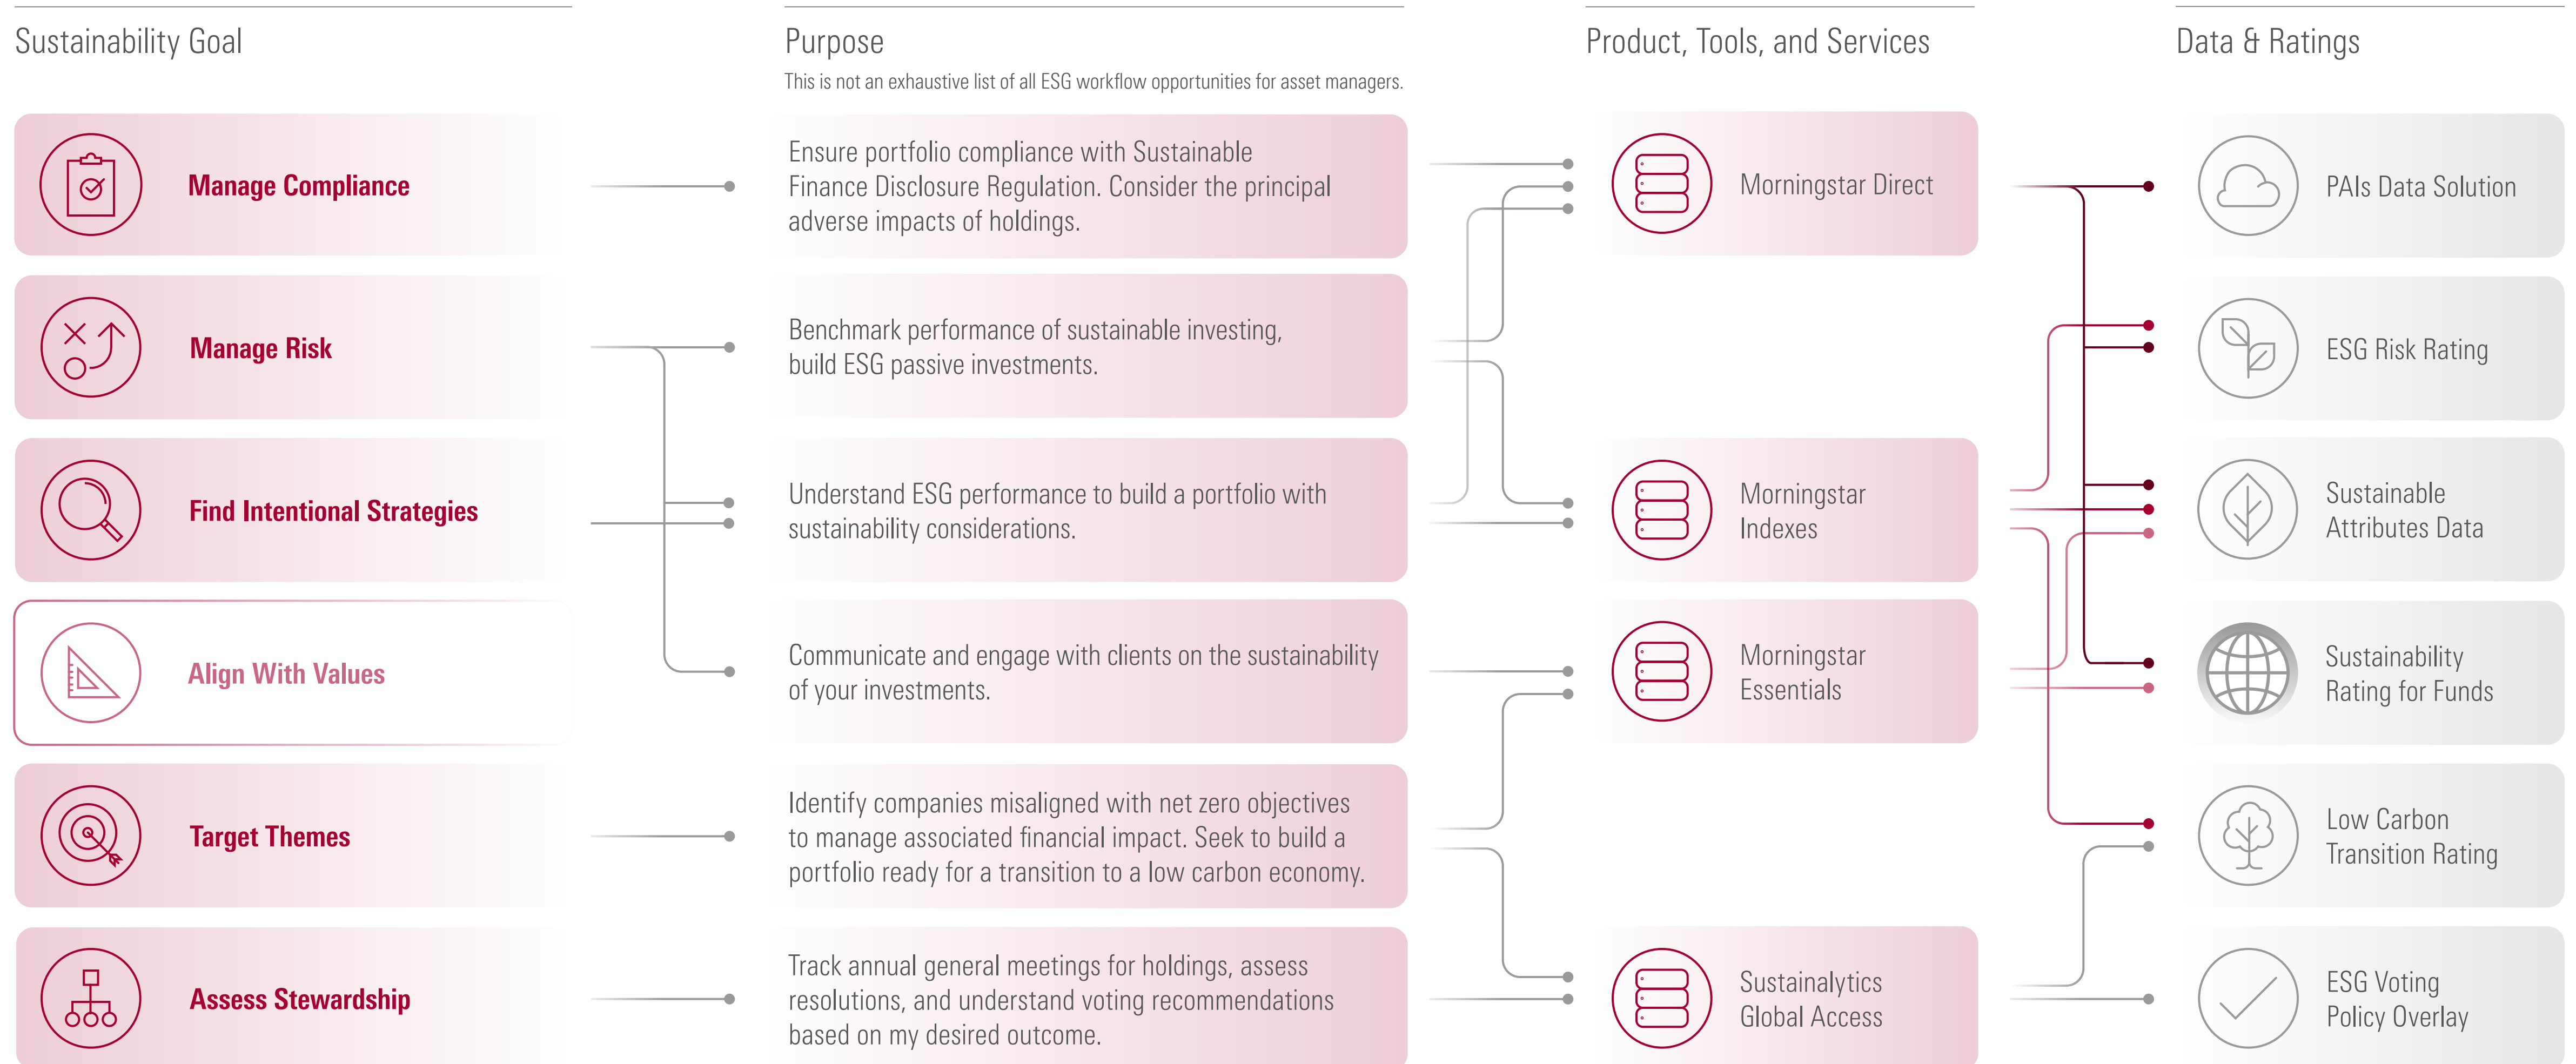 Sustainability Goal
Purpose
This is not an exhaustive list of all ESG workflow opportunities for asset managers.
Product, Tools, and Services
Data & Ratings
Manage Compliance
Ensure portfolio compliance with Sustainable
Finance Disclosure Regulation. Consider the principal
adverse impacts of holdings.
Morningstar Direct
PAIs Data Solution
Manage Risk
Benchmark performance of sustainable investing,
build ESG passive investments.
ESG Risk Rating
Find Intentional Strategies
Understand ESG performance to build a portfolio with
sustainability considerations.
Morningstar
Indexes
Sustainable
Attributes Data
Align With Values
Communicate and engage with clients on the sustainability
of your investments.
Morningstar
Essentials
Sustainability
Rating for Funds
Target Themes
Identify companies misaligned with net zero objectives
to manage associated financial impact. Seek to build a
portfolio ready for a transition to a low carbon economy.
Low Carbon
Transition Rating
Assess Stewardship
Track annual general meetings for holdings, assess
resolutions, and understand voting recommendations
based on my desired outcome.
Sustainalytics
Global Access
ESG Voting
Policy Overlay